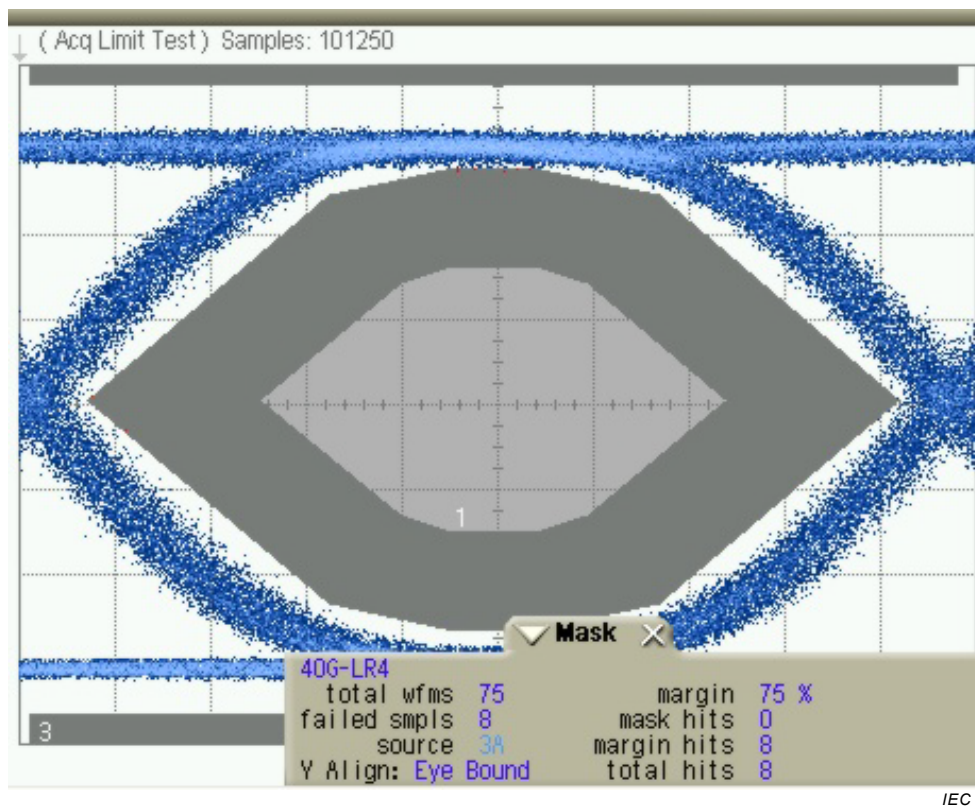 ( Acq Limit Test ) Samples: 101250
1
Mask
40G-LR4
total wfms 75 margin 75 %
failed smpls 8 mask hits 0
3
source 3A margin hits 8
Y Align: Eye Bound total hits 8
IEC